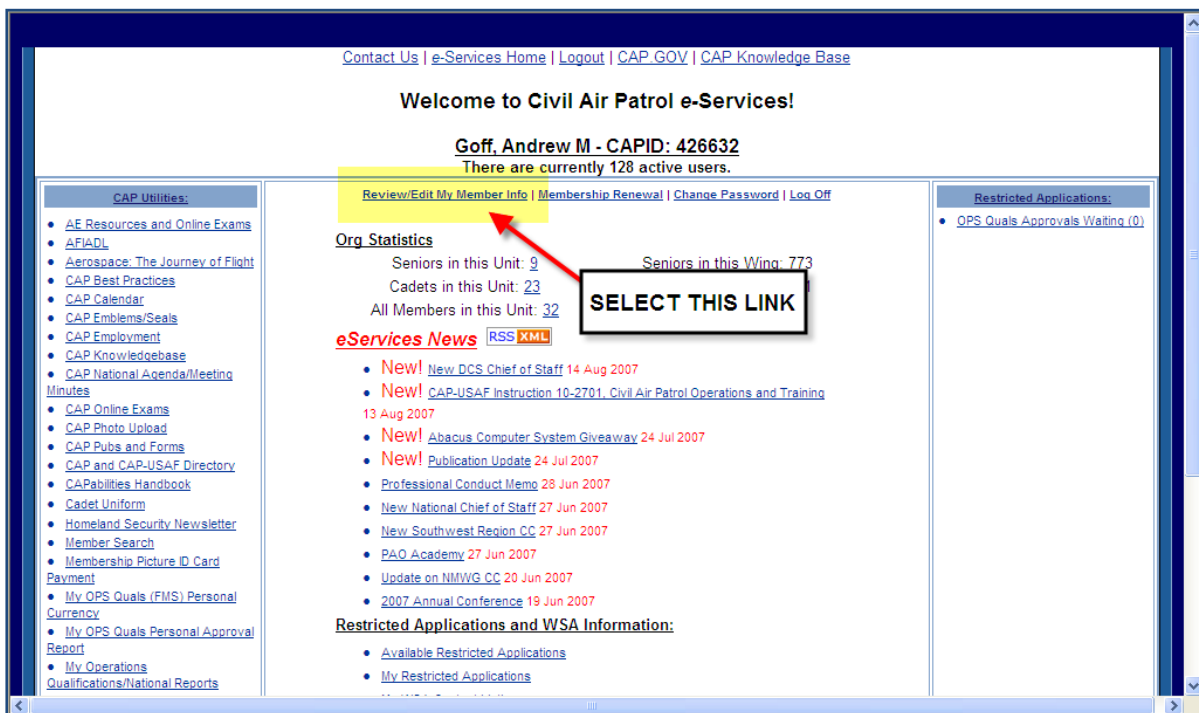 Contact Us | e-Services Home | Logout | CAP.GOV | CAP Knowledge Base
Welcome to Civil Air Patrol e-Services!
Goff, Andrew M - CAPID: 426632
There are currently 128 active users.
CAP Utilities:
• AE Resources and Online Exams
• AFIADL
• Aerospace: The Journey of Flight
• CAP Best Practices
• CAP Calendar
• CAP Emblems/Seals
• CAP Employment
• CAP Knowledgebase
• CAP National Agenda/Meeting
Minutes
• CAP Online Exams
• CAP Photo Upload
• CAP Pubs and Forms
• CAP and CAP-USAF Directory
• CAPabilities Handbook
• Cadet Uniform
• Homeland Security Newsletter
• Member Search
• Membership Picture ID Card
Payment
• My OPS Quals (FMS) Personal
Currency
• My OPS Quals Personal Approval
Report
• My Operations
Qualifications/National Reports
Review/Edit My Member Info | Membership Renewal | Change Password | Log Off
Org Statistics
Seniors in this Unit: 9 Seniors in this Wing: 773
Cadets in this Unit: 23
All Members in this Unit: 32
SELECT THIS LINK
eServices News RSS XML
• New! New DCS Chief of Staff 14 Aug 2007
• New! CAP-USAF Instruction 10-2701, Civil Air Patrol Operations and Training
13 Aug 2007
• New! Abacus Computer System Giveaway 24 Jul 2007
• New! Publication Update 24 Jul 2007
• Professional Conduct Memo 28 Jun 2007
• New National Chief of Staff 27 Jun 2007
• New Southwest Region CC 27 Jun 2007
• PAO Academy 27 Jun 2007
• Update on NMWG CC 20 Jun 2007
• 2007 Annual Conference 19 Jun 2007
Restricted Applications and WSA Information:
• Available Restricted Applications
• My Restricted Applications
Restricted Applications:
• OPS Quals Approvals Waiting (0)